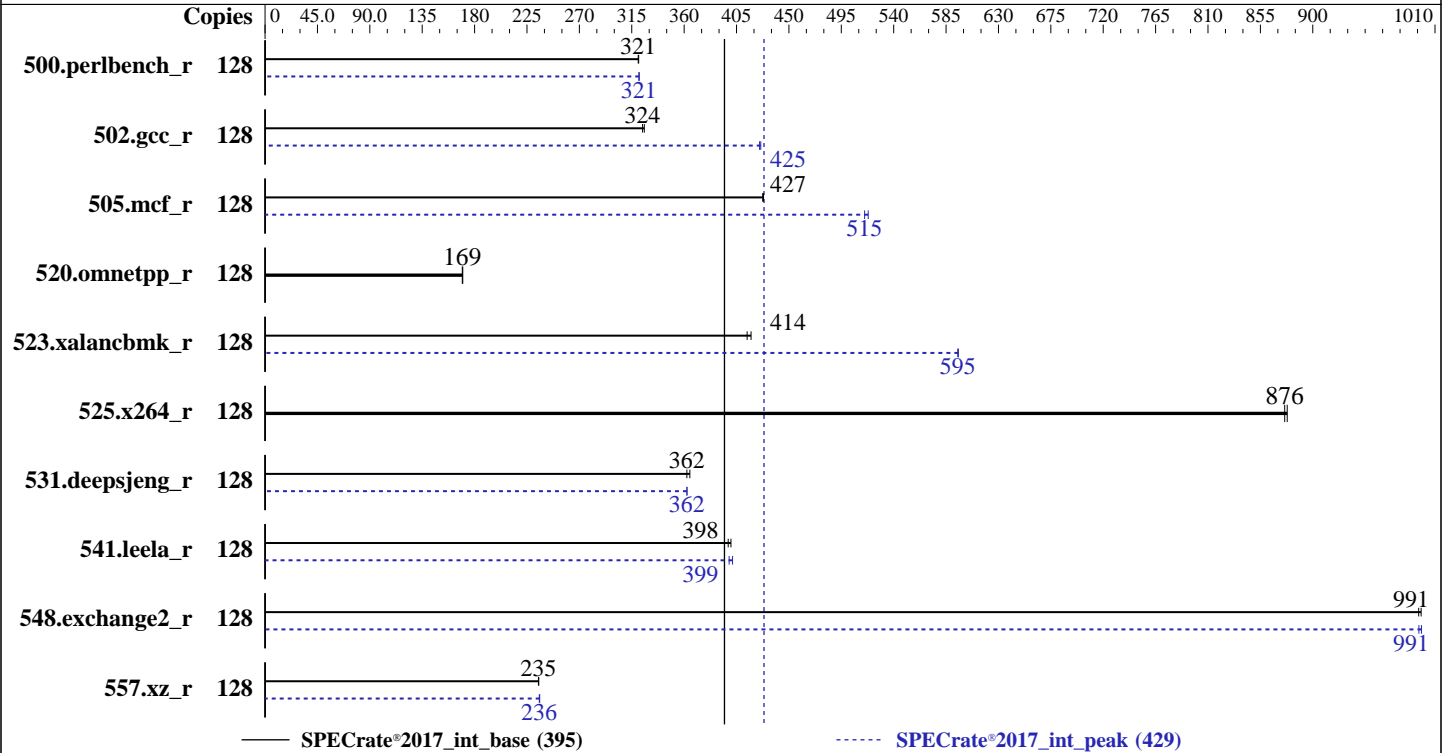 Copies 0 45.0 90.0 135 180 225 270 315 360 405 450 495 540 585 630 675 720 765 810 855 900 1010
500.perlbench_r 128 321
321
502.gcc_r 128 324
425
505.mcf_r 128 427
515
520.omnetpp_r 128 169
523.xalancbmk_r 128 414
595
525.x264_r 128 876
531.deepsjeng_r 128 362
362
541.leela_r 128 398
399
548.exchange2_r 128 991
991
557.xz_r 128 235
236
SPECrate®2017_int_base (395) SPECrate®2017_int_peak (429)